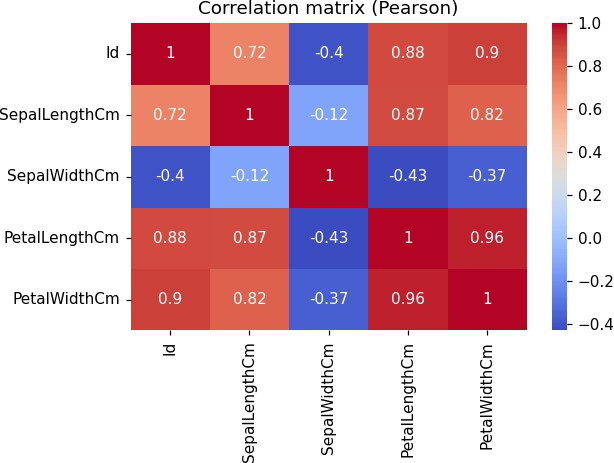 Correlation matrix (Pearson)
Id 1 0.72 -0.4 0.88 0.9
SepalLengthCm 0.72 1 -0.12 0.87 0.82
SepalWidthCm -0.4 -0.12 1 -0.43 -0.37
PetalLengthCm 0.88 0.87 -0.43 1 0.96
PetalWidthCm 0.9 0.82 -0.37 0.96 1
Id
SepalLengthCm
SepalWidthCm
PetalLengthCm
PetalWidthCm
1.0
0.8
0.6
0.4
0.2
0.0
−0.2
−0.4